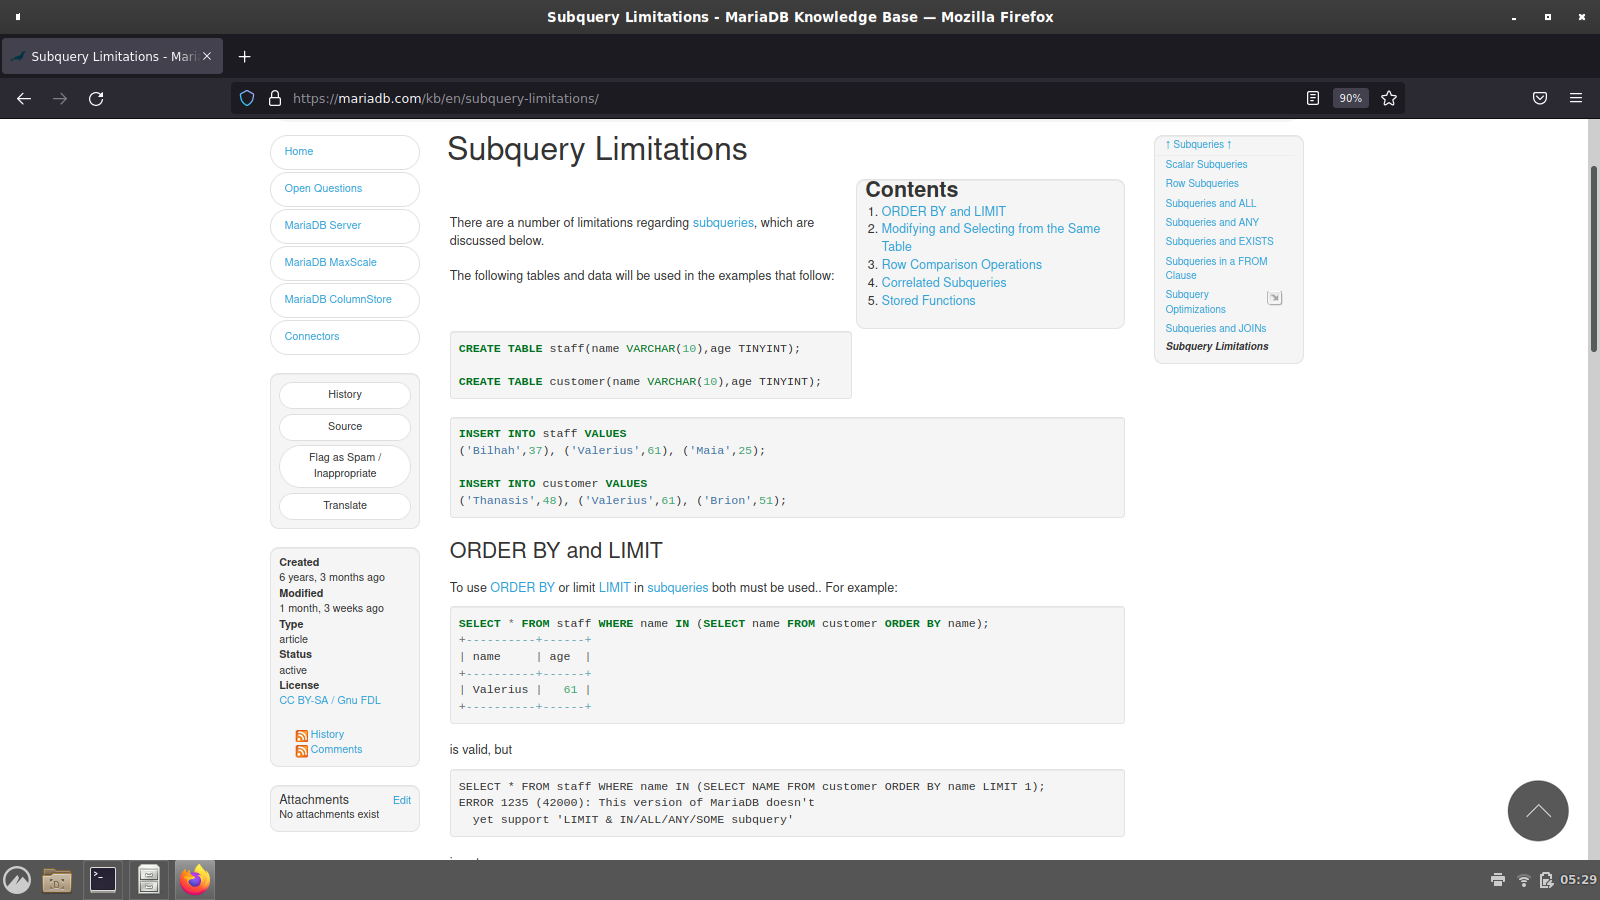 Subquery Limitations - MariaDB Knowledge Base — Mozilla Firefox
Subquery Limitations - Mari
https://mariadb.com/kb/en/subquery-limitations/
90%
Home
Open Questions
MariaDB Server
MariaDB MaxScale
MariaDB ColumnStore
Connectors
History
Source
Flag as Spam /
Inappropriate
Translate
Created
6 years, 3 months ago
Modified
1 month, 3 weeks ago
Type
article
Status
active
License
CC BY-SA / Gnu FDL
History
Comments
Attachments
Edit
No attachments exist
Subquery Limitations
There are a number of limitations regarding subqueries, which are
discussed below.
The following tables and data will be used in the examples that follow:
Contents
1. ORDER BY and LIMIT
2. Modifying and Selecting from the Same
Table
3. Row Comparison Operations
4. Correlated Subqueries
5. Stored Functions
CREATE TABLE staff(name VARCHAR(10),age TINYINT);
CREATE TABLE customer(name VARCHAR(10),age TINYINT);
INSERT INTO staff VALUES
('Bilhah',37), ('Valerius',61), ('Maia',25);
INSERT INTO customer VALUES
('Thanasis',48), ('Valerius',61), ('Brion',51);
ORDER BY and LIMIT
To use ORDER BY or limit LIMIT in subqueries both must be used.. For example:
SELECT * FROM staff WHERE name IN (SELECT name FROM customer ORDER BY name);
+----------+------+
| name     | age  |
+----------+------+
| Valerius |   61 |
+----------+------+
is valid, but
SELECT * FROM staff WHERE name IN (SELECT NAME FROM customer ORDER BY name LIMIT 1);
ERROR 1235 (42000): This version of MariaDB doesn't
  yet support 'LIMIT & IN/ALL/ANY/SOME subquery'
↑ Subqueries ↑
Scalar Subqueries
Row Subqueries
Subqueries and ALL
Subqueries and ANY
Subqueries and EXISTS
Subqueries in a FROM
Clause
Subquery
Optimizations
Subqueries and JOINs
Subquery Limitations
05:29